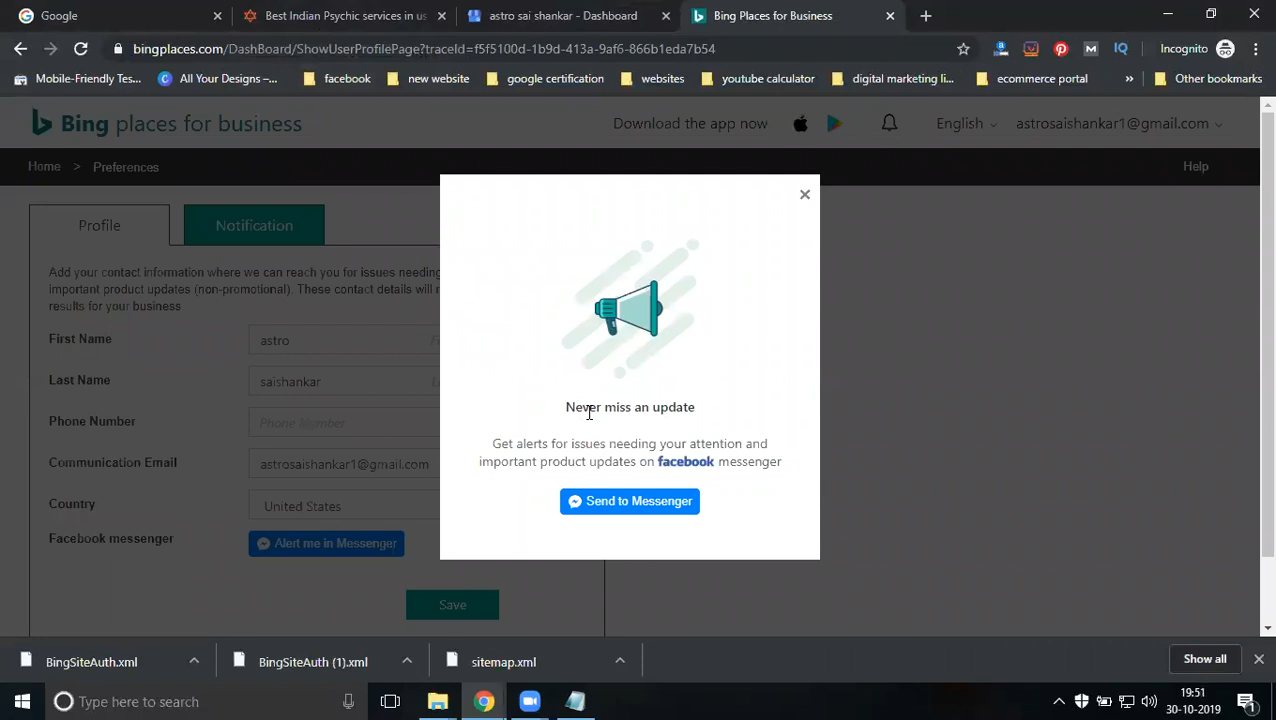 Google
Best Indian Psychic services in us
astro sai shankar - Dashboard
Bing Places for Business
bingplaces.com/DashBoard/ShowUserProfilePage?traceId=f5f5100d-1b9d-413a-9af6-866b1eda7b54
Incognito
Mobile-Friendly Tes...
All Your Designs –...
facebook
new website
google certification
websites
youtube calculator
digital marketing li...
ecommerce portal
Other bookmarks
Bing places for business
Download the app now
English
astrosaishankar1@gmail.com
Home > Preferences
Help
Profile
Notification
Add your contact information where we can reach you for issues needing
important product updates (non-promotional). These contact details will
results for your business
First Name
astro
Last Name
saishankar
Phone Number
Phone Number
Communication Email
astrosaishankar1@gmail.com
Country
United States
Facebook messenger
Alert me in Messenger
Save
Never miss an update
Get alerts for issues needing your attention and
important product updates on facebook messenger
Send to Messenger
BingSiteAuth.xml
BingSiteAuth (1).xml
sitemap.xml
Show all
Type here to search
19:51
30-10-2019
1